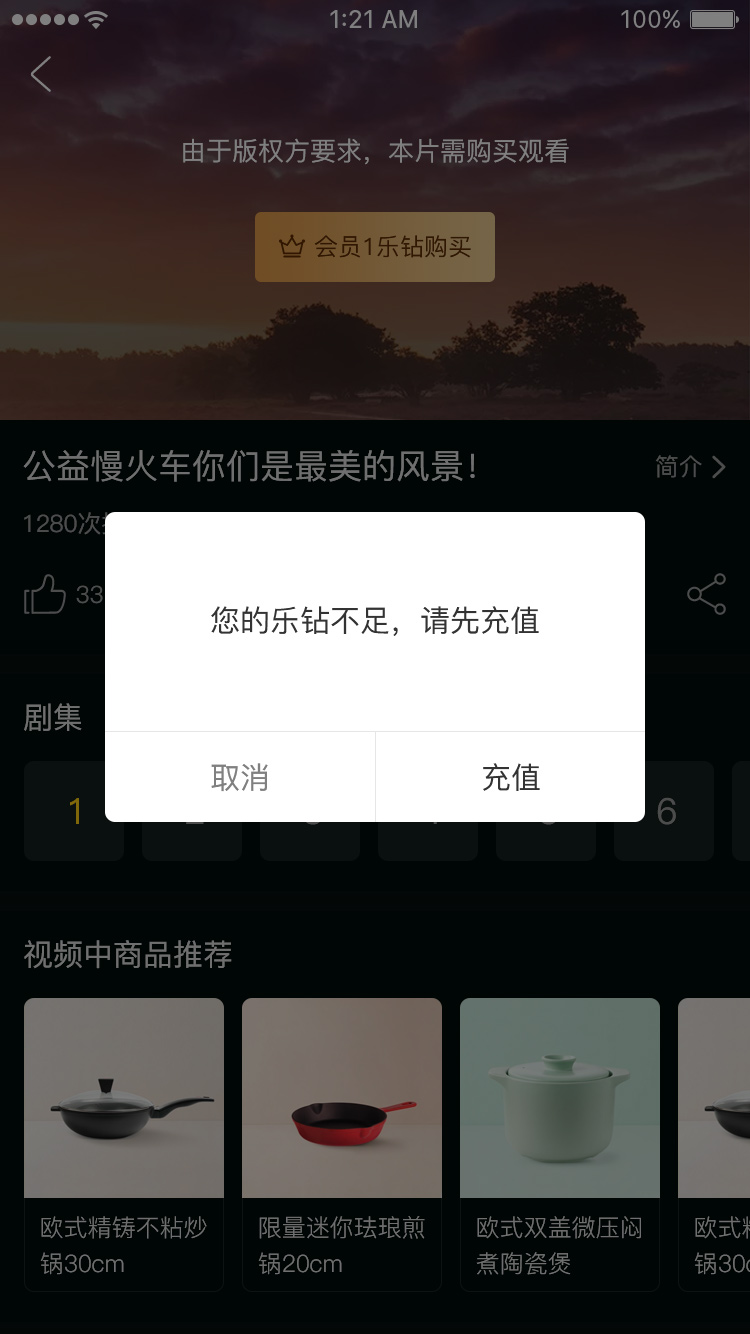 1:21 AM
100%
由于版权方要求，本片需购买观看
会员1乐钻购买
公益慢火车你们是最美的风景！
简介
1280次
33
您的乐钻不足，请先充值
取消
充值
剧集
1
6
视频中商品推荐
欧式精铸不粘炒
锅30cm
限量迷你珐琅煎
锅20cm
欧式双盖微压闷
煮陶瓷煲
欧式
锅30